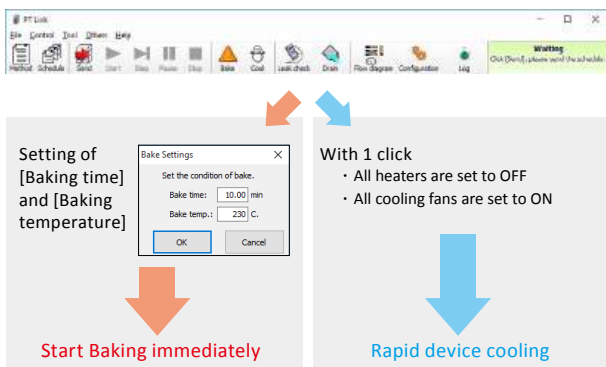 PT Link
File Control Tool Others Help
Method Schedule Send Start Step Pause Stop Bake Cool Leak check Drain Flow diagram Configuration Log
Waiting
Click [Send], please send the schedule
Setting of
[Baking time]
and [Baking
temperature]
Bake Settings
Set the condition of bake.
Bake time: 10.00 min
Bake temp.: 230 C.
OK Cancel
Start Baking immediately
With 1 click
・All heaters are set to OFF
・All cooling fans are set to ON
Rapid device cooling